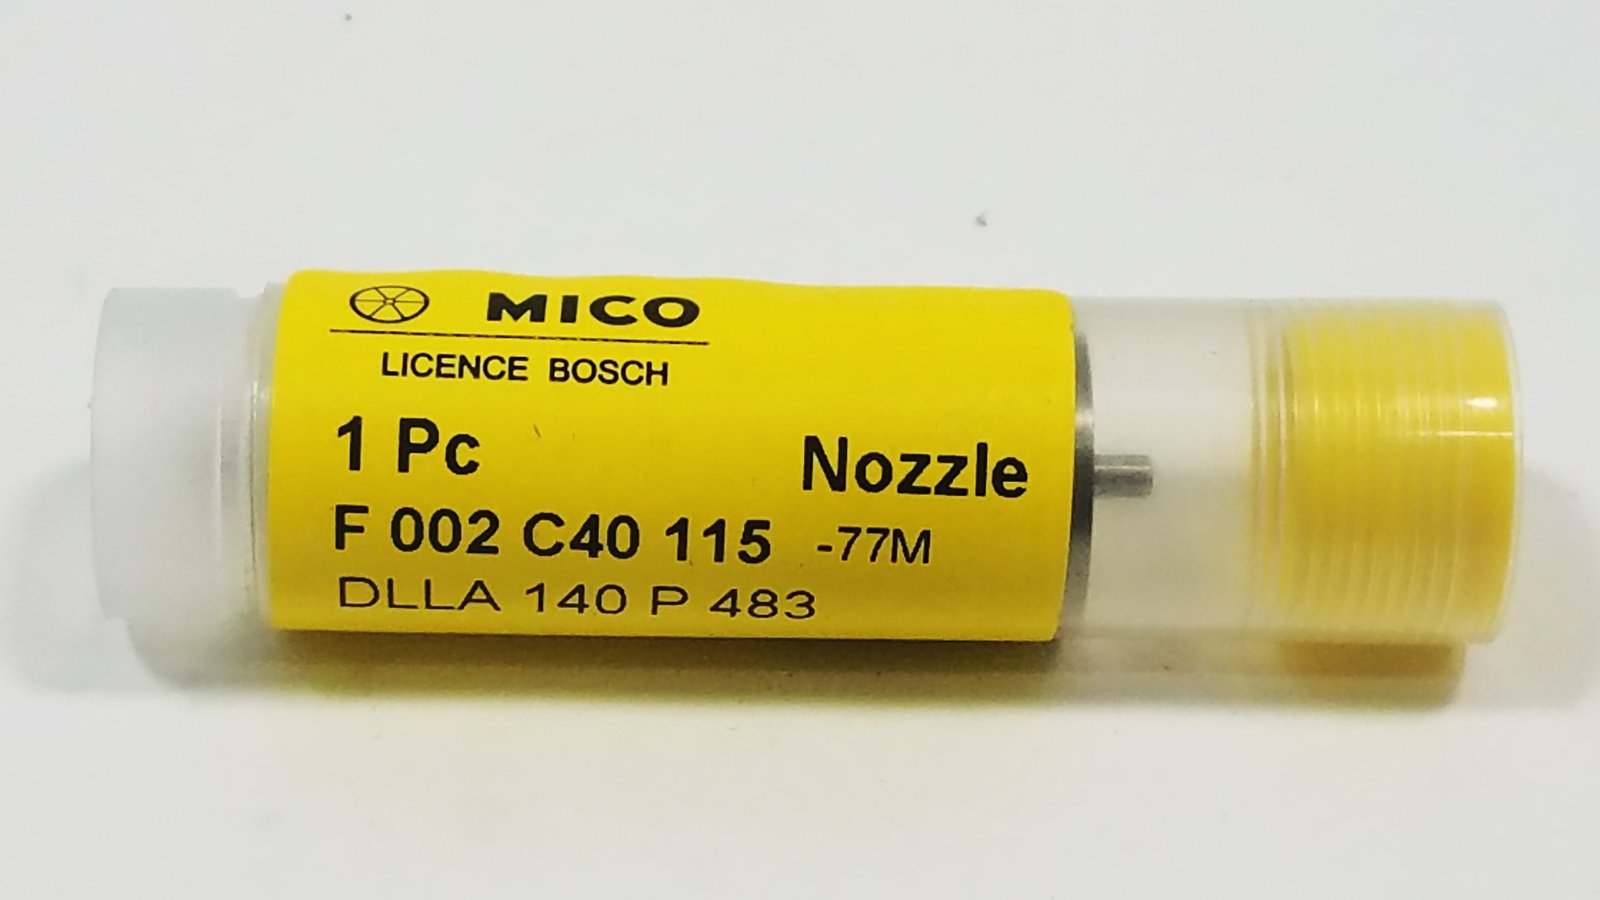 MICO
LICENCE BOSCH
1 Pc Nozzle
F 002 C40 115 -77M
DLLA 140 P 483